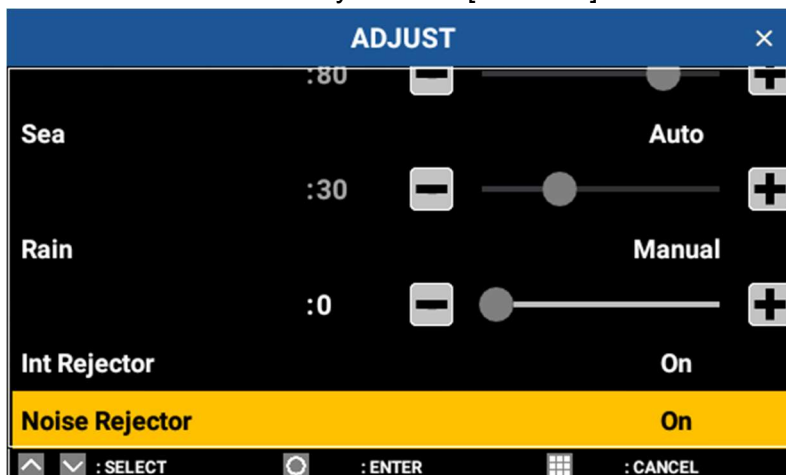 ADJUST ×
:80
Sea Auto
:30
Rain Manual
:0
Int Rejector On
Noise Rejector On
: SELECT : ENTER : CANCEL